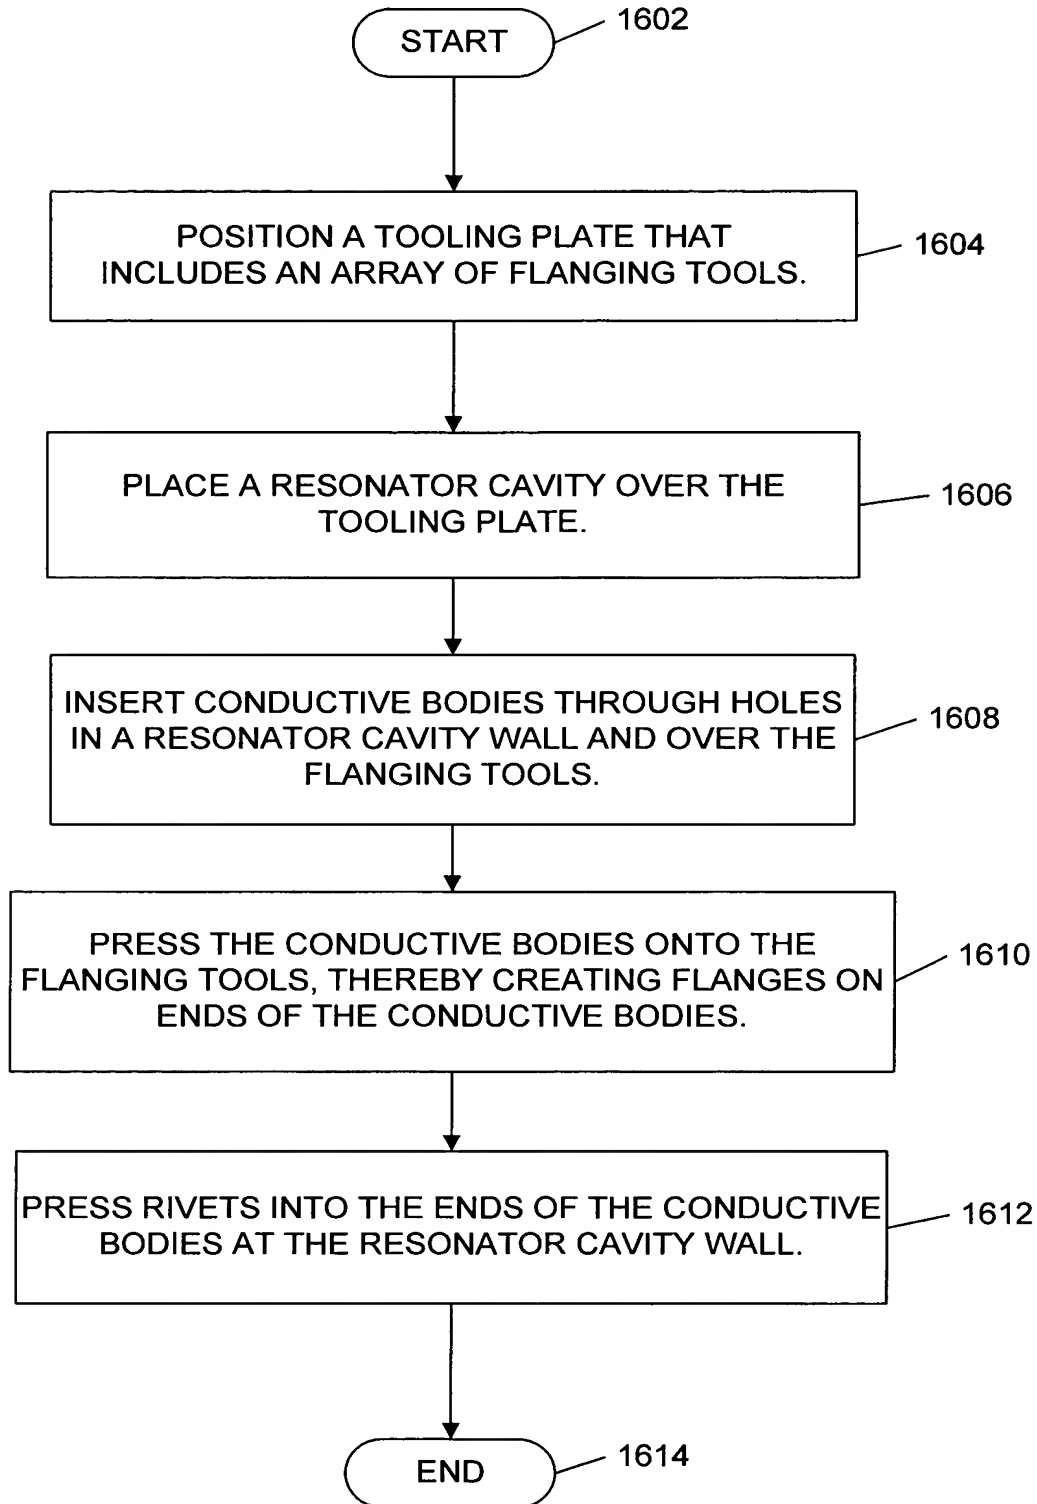 START
1602
POSITION A TOOLING PLATE THAT
INCLUDES AN ARRAY OF FLANGING TOOLS.
1604
PLACE A RESONATOR CAVITY OVER THE
TOOLING PLATE.
1606
INSERT CONDUCTIVE BODIES THROUGH HOLES
IN A RESONATOR CAVITY WALL AND OVER THE
FLANGING TOOLS.
1608
PRESS THE CONDUCTIVE BODIES ONTO THE
FLANGING TOOLS, THEREBY CREATING FLANGES ON
ENDS OF THE CONDUCTIVE BODIES.
1610
PRESS RIVETS INTO THE ENDS OF THE CONDUCTIVE
BODIES AT THE RESONATOR CAVITY WALL.
1612
END
1614